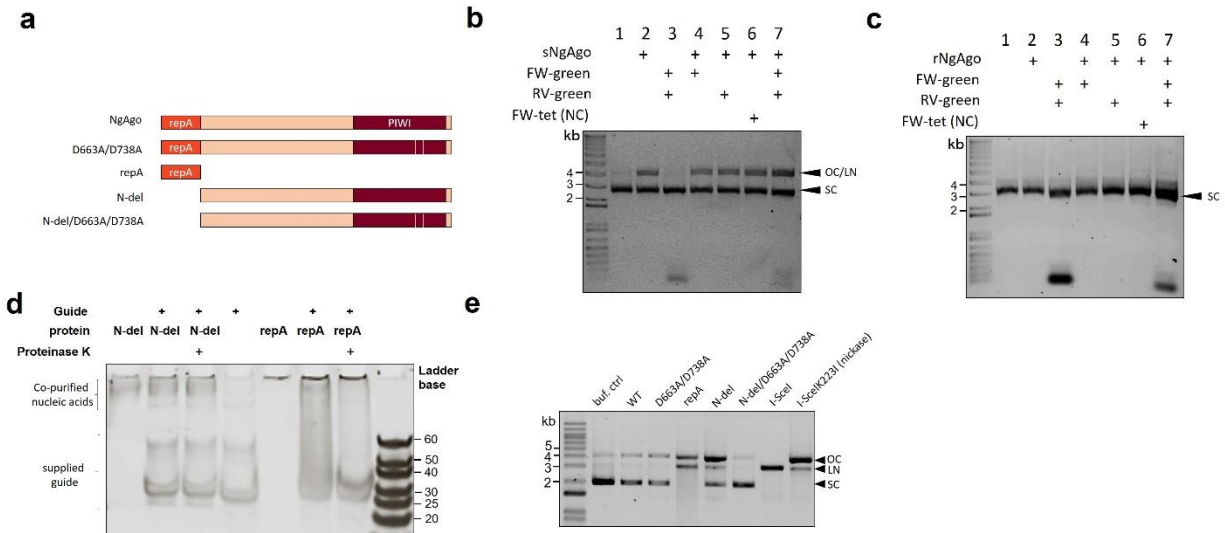 a
NgAgo repA PIWI
D663A/D738A repA
repA repA
N-del
N-del/D663A/D738A
b
1 2 3 4 5 6 7
sNgAgo + + + + +
FW-green + + +
RV-green + + +
FW-tet (NC) +
kb
4
3
2
OC/LN
SC
c
1 2 3 4 5 6 7
rNgAgo + + + + +
FW-green + + +
RV-green + + +
FW-tet (NC) +
kb
4
3
2
SC
d
Guide + + + + +
protein N-del N-del N-del repA repA repA
Proteinase K + +
Ladder
base
Co-purified
nucleic acids
supplied
guide
60
50
40
30
25
20
e
buf. ctrl
WT
D663A/D738A
repA
N-del
N-del/D663A/D738A
I-SceI
I-SceIK223I (nickase)
kb
5
4
3
2
OC
LN
SC